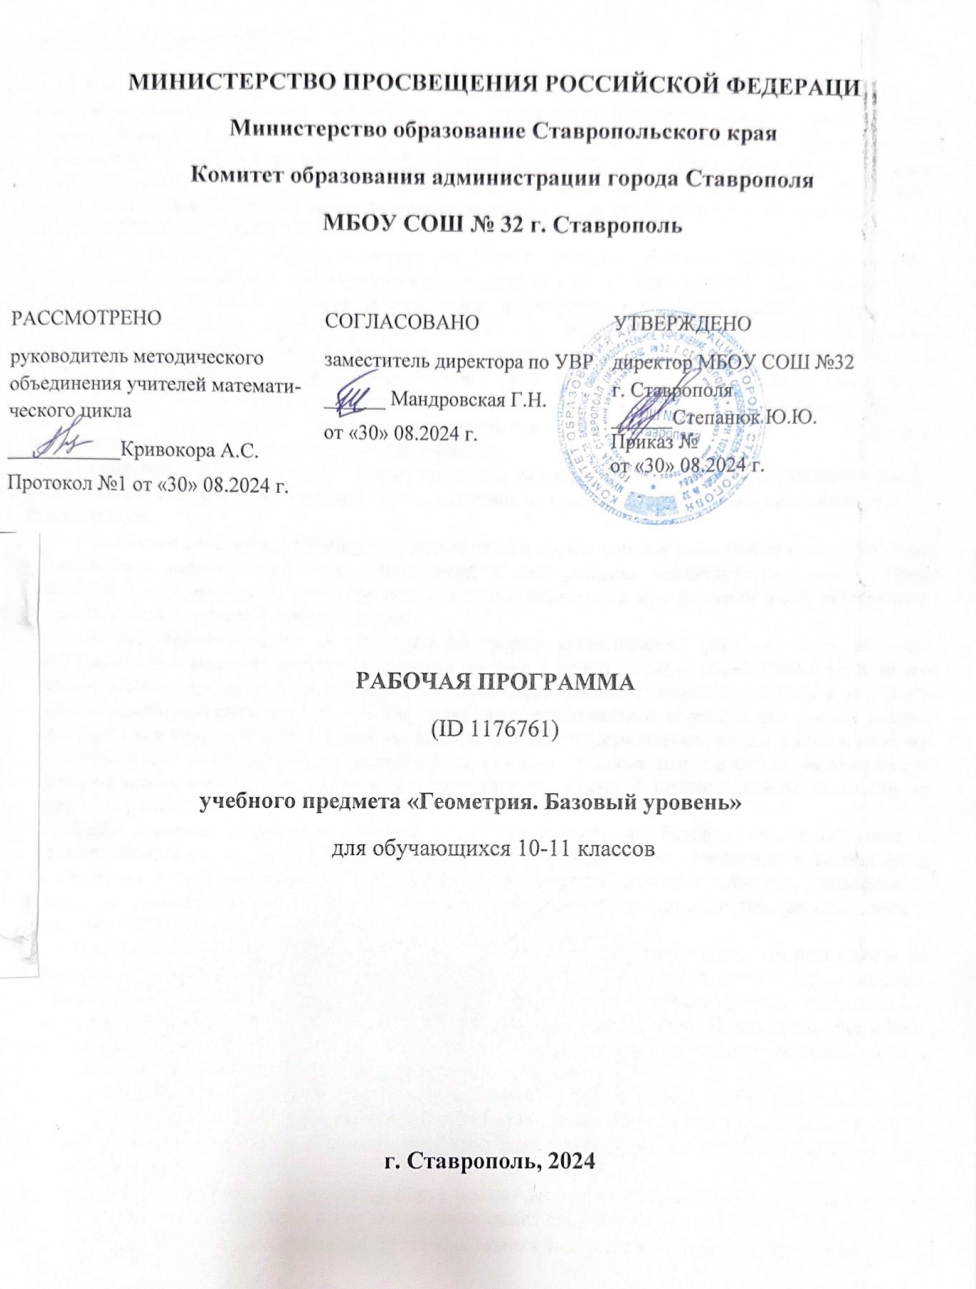 МИНИСТЕРСТВО ПРОСВЕЩЕНИЯ РОССИЙСКОЙ ФЕДЕРАЦИ
Министерство образование Ставропольского края
Комитет образования администрации города Ставрополя
МБОУ СОШ № 32 г. Ставрополь
РАССМОТРЕНО
руководитель методического
объединения учителей математи-
ческого цикла
Кривокора А.С.
Протокол №1 от «30» 08.2024 г.
СОГЛАСОВАНО
заместитель директора по УВР
Мандровская Г.Н.
от «30» 08.2024 г.
УТВЕРЖДЕНО
директор МБОУ СОШ №32
г. Ставрополя
Степанюк.Ю.Ю.
Приказ №
от «30» 08.2024 г.
РАБОЧАЯ ПРОГРАММА
(ID 1176761)
учебного предмета «Геометрия. Базовый уровень»
для обучающихся 10-11 классов
г. Ставрополь, 2024